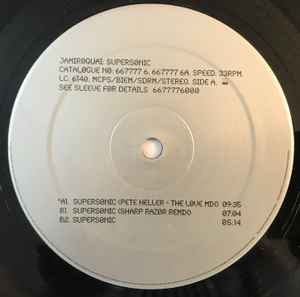 JAMIROQUAI. SUPERSONIC
CATALOGUE NO. 667777 6. 667777 6A. SPEED. 33RPM.
LC. 6140. MCPS/BIEM/SDRM/STEREO. SIDE A.
SEE SLEEVE FOR DETAILS. 6677776000
*A1. SUPERSONIC (PETE HELLER - THE LOVE MIX) 09:35
B1. SUPERSONIC (SHARP RAZOR REMIX) 07:04
B2. SUPERSONIC 05:14